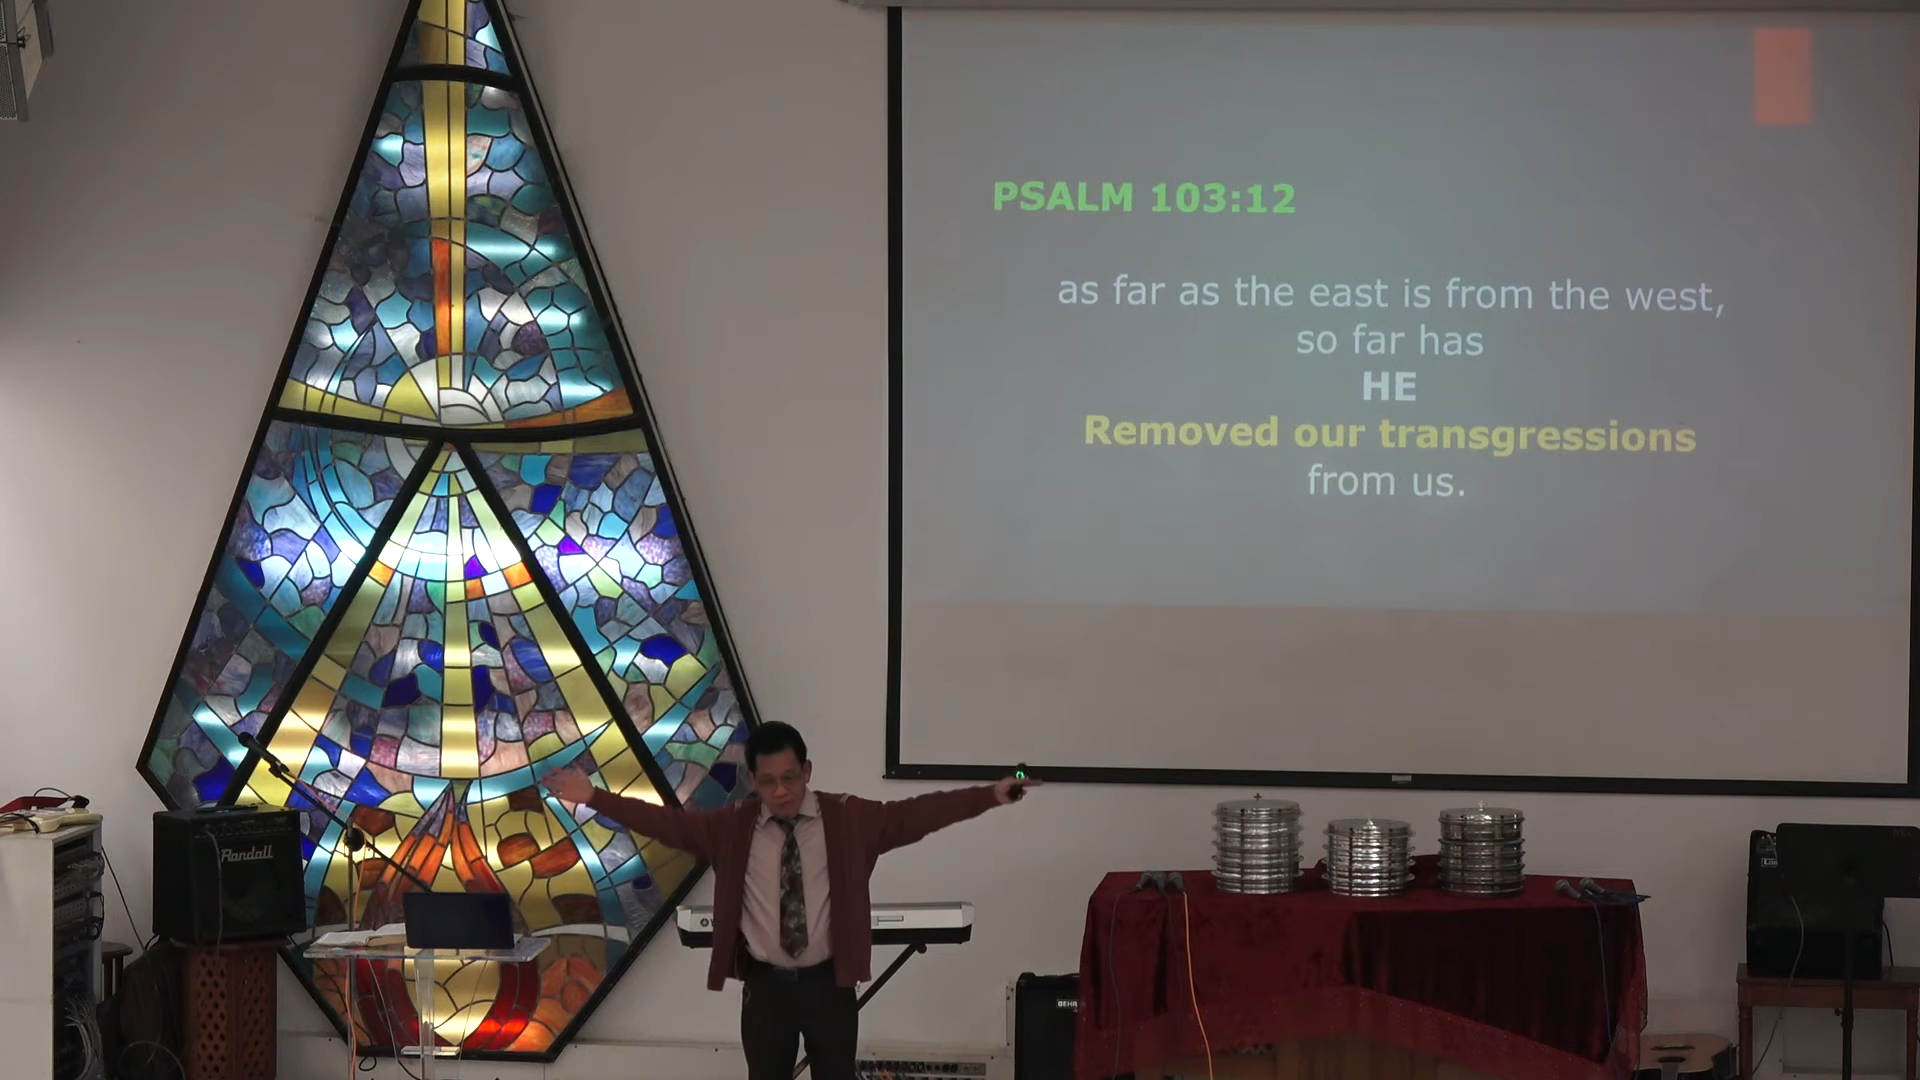 PSALM 103:12
as far as the east is from the west,
so far has
HE
Removed our transgressions
from us.
Randall